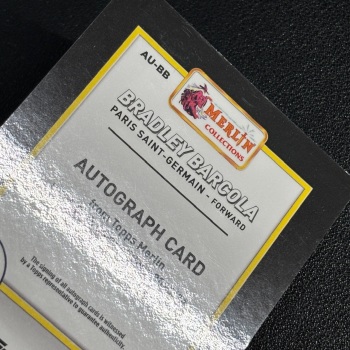 AU-BB
MERLIN
COLLECTIONS
BRADLEY BARCOLA
PARIS SAINT-GERMAIN - FORWARD
AUTOGRAPH CARD
from Topps Merlin
The signing of all autograph cards is witnessed
by a Topps representative to guarantee authenticity.